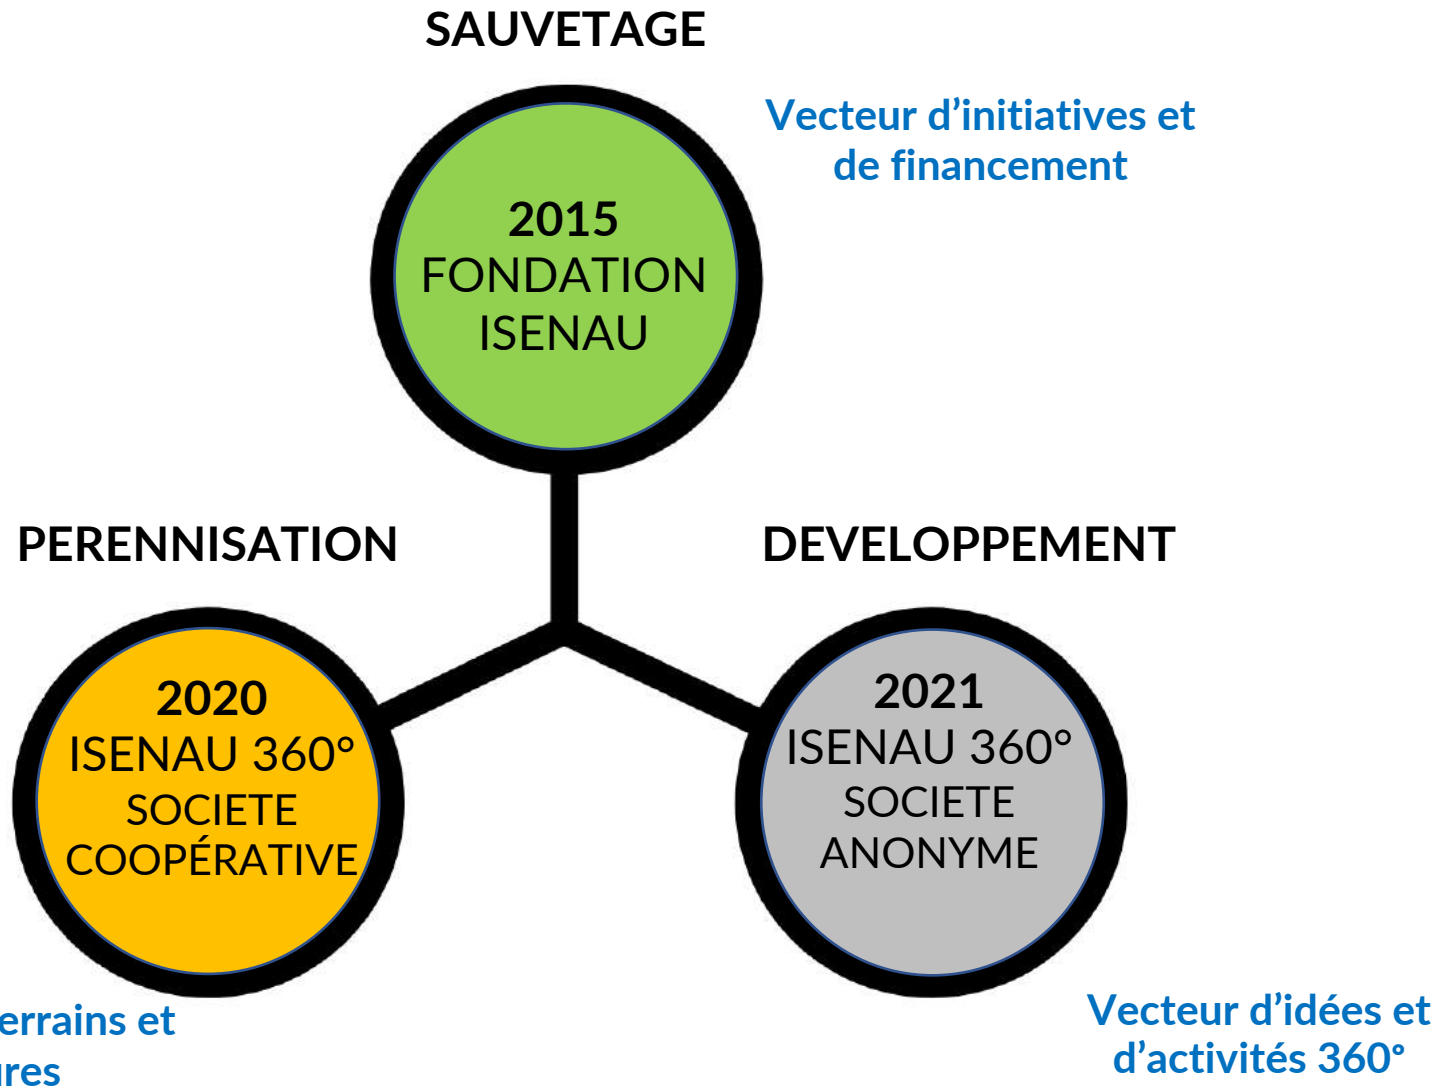 SAUVETAGE
Vecteur d’initiatives et
de financement
2015
FONDATION
ISENAU
PERENNISATION
DEVELOPPEMENT
2020
ISENAU 360°
SOCIETE
COOPÉRATIVE
2021
ISENAU 360°
SOCIETE
ANONYME
et
Vecteur d’idées et
d’activités 360°